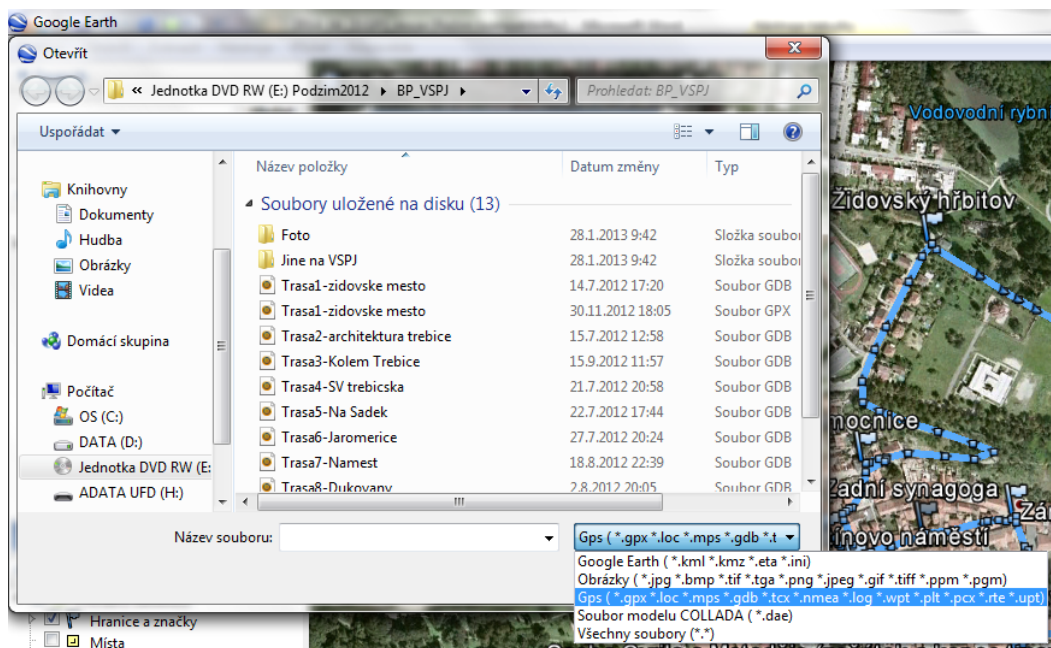 Google Earth
Otevřít
« Jednotka DVD RW (E:) Podzim2012 ▸ BP_VSPJ ▸
Prohledat: BP_VSPJ
Uspořádat
Název položky Datum změny Typ
Knihovny
Dokumenty
Hudba
Obrázky
Videa
Domácí skupina
Počítač
OS (C:)
DATA (D:)
Jednotka DVD RW (E:
ADATA UFD (H:)
Soubory uložené na disku (13)
Foto 28.1.2013 9:42 Složka soubor
Jine na VSPJ 28.1.2013 9:42 Složka soubor
Trasa1-zidovske mesto 14.7.2012 17:20 Soubor GDB
Trasa1-zidovske mesto 30.11.2012 18:05 Soubor GPX
Trasa2-architektura trebice 15.7.2012 12:58 Soubor GDB
Trasa3-Kolem Trebice 15.9.2012 11:57 Soubor GDB
Trasa4-SV trebicska 21.7.2012 20:58 Soubor GDB
Trasa5-Na Sadek 22.7.2012 17:44 Soubor GDB
Trasa6-Jaromerice 27.7.2012 20:24 Soubor GDB
Trasa7-Namest 18.8.2012 22:39 Soubor GDB
Trasa8-Dukovany 2.8.2012 20:05 Soubor GDB
Název souboru:
Gps ( *.gpx *.loc *.mps *.gdb *.t
Google Earth ( *.kml *.kmz *.eta *.ini)
Obrázky ( *.jpg *.bmp *.tif *.tga *.png *.jpeg *.gif *.tiff *.ppm *.pgm)
Gps ( *.gpx *.loc *.mps *.gdb *.tcx *.nmea *.log *.wpt *.plt *.pcx *.rte *.upt)
Soubor modelu COLLADA ( *.dae)
Všechny soubory (*.*)
Hranice a značky
Místa
Vodovodní rybn
Židovský hřbitov
mocnice
Zadní synagoga
Zá
ínovo náměstí